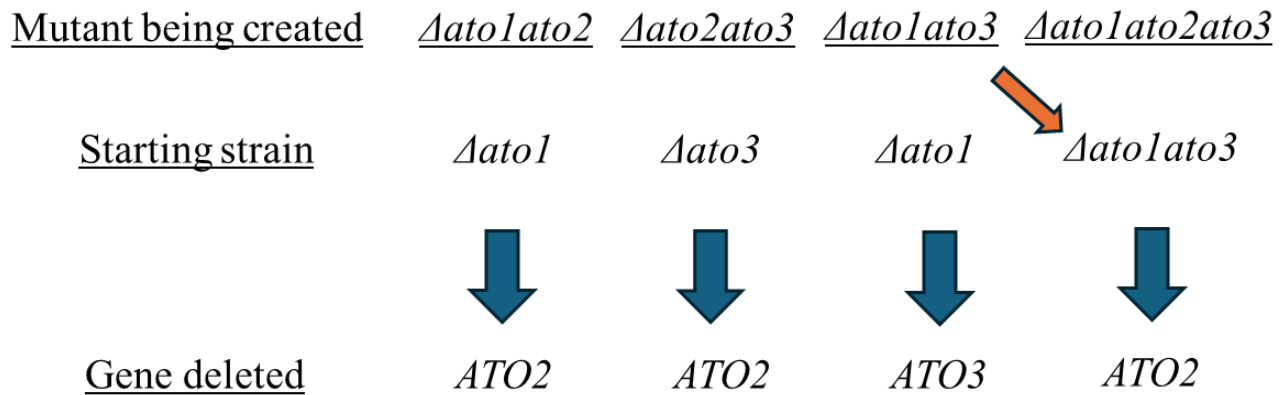 Mutant being created Δato1ato2 Δato2ato3 Δato1ato3 Δato1ato2ato3
Starting strain Δato1 Δato3 Δato1 Δato1ato3
Gene deleted ATO2 ATO2 ATO3 ATO2